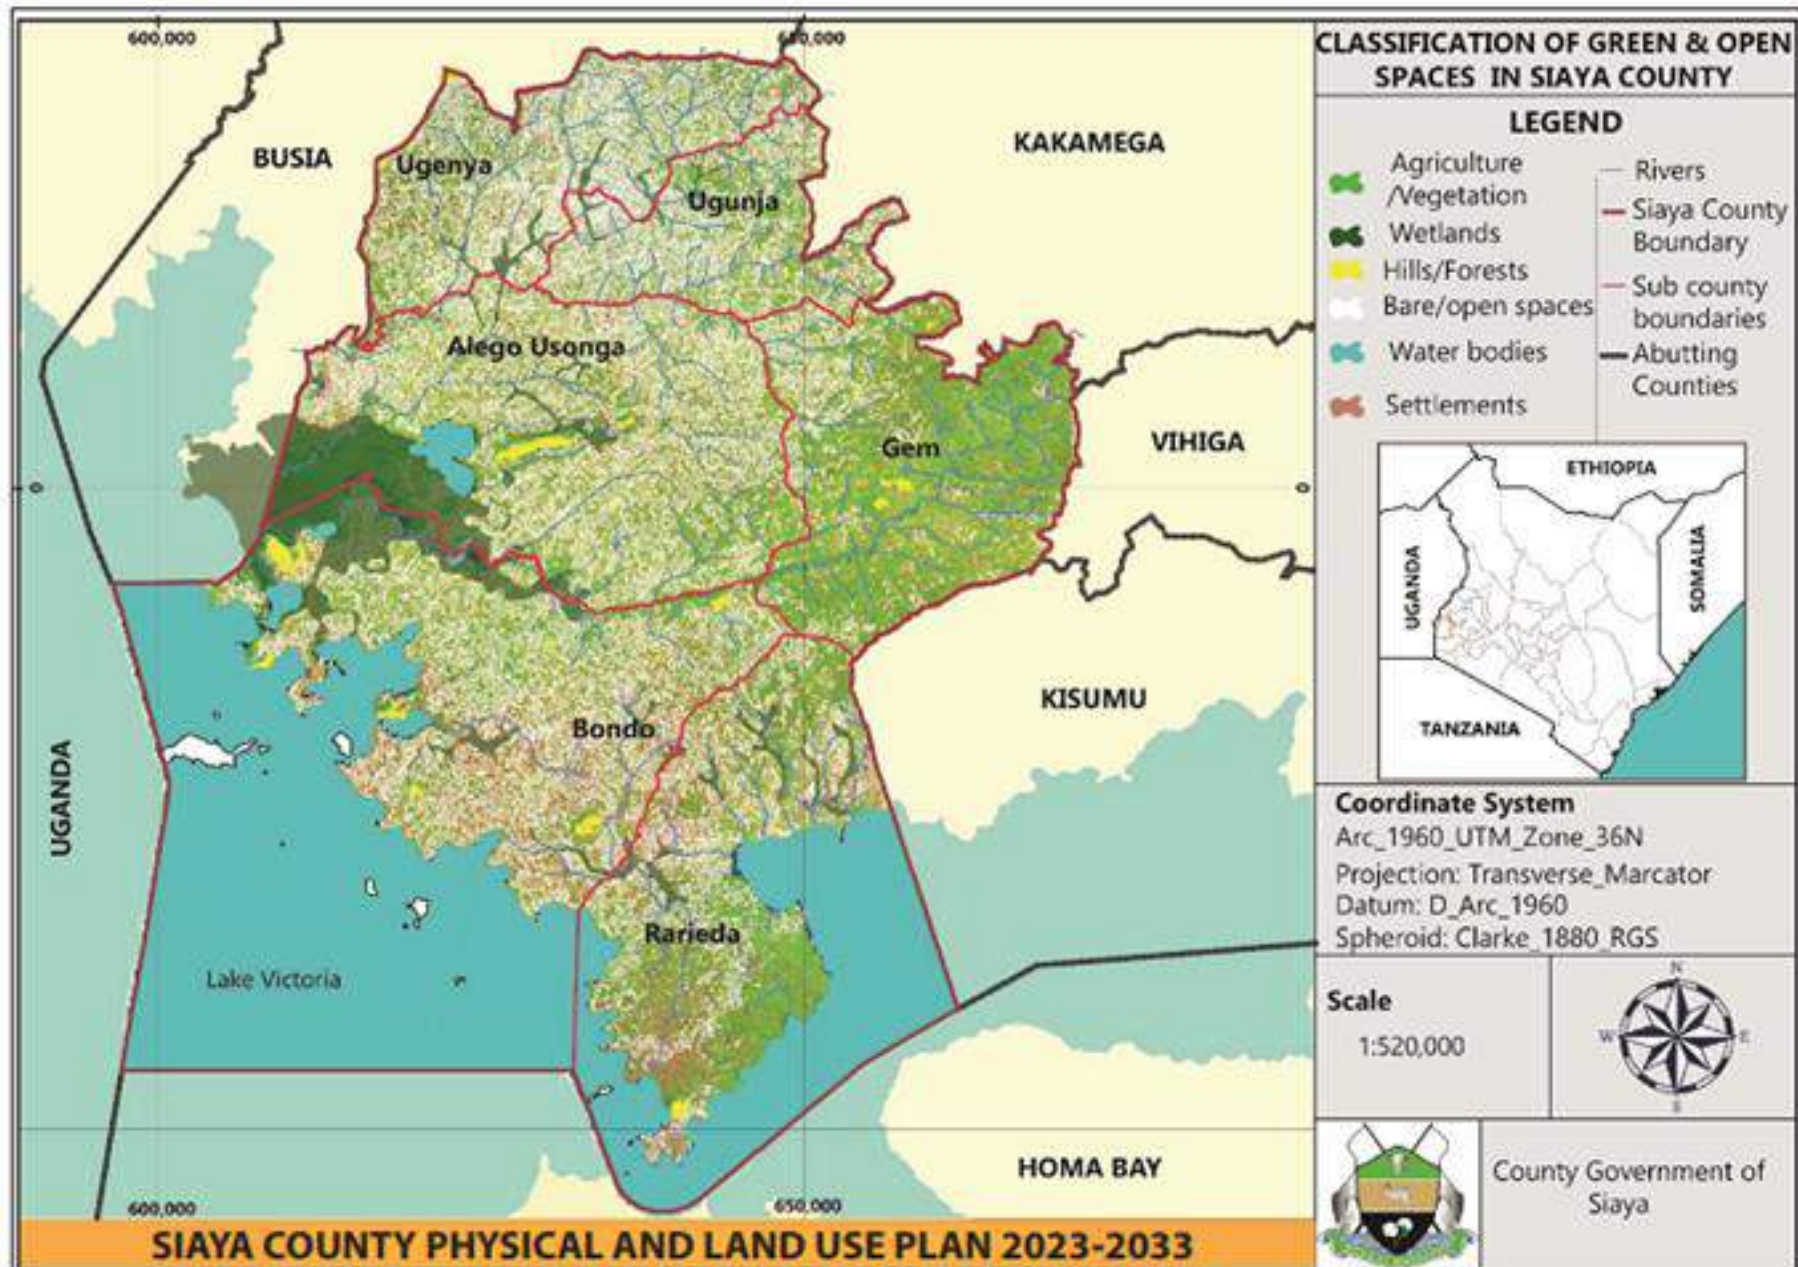 600,000
650,000
BUSIA
KAKAMEGA
Ugenya
Ugunja
Alego Usonga
Gem
VIHIGA
0
0
Bondo
KISUMU
UGANDA
Rarieda
Lake Victoria
HOMA BAY
600,000
650,000
SIAYA COUNTY PHYSICAL AND LAND USE PLAN 2023-2033
CLASSIFICATION OF GREEN & OPEN
SPACES IN SIAYA COUNTY
LEGEND
Agriculture
/Vegetation
Wetlands
Hills/Forests
Bare/open spaces
Water bodies
Settlements
Rivers
Siaya County
Boundary
Sub county
boundaries
Abutting
Counties
ETHIOPIA
UGANDA
SOMALIA
TANZANIA
Coordinate System
Arc_1960_UTM_Zone_36N
Projection: Transverse_Marcator
Datum: D_Arc_1960
Spheroid: Clarke_1880_RGS
Scale
1:520,000
N
W
E
S
County Government of
Siaya